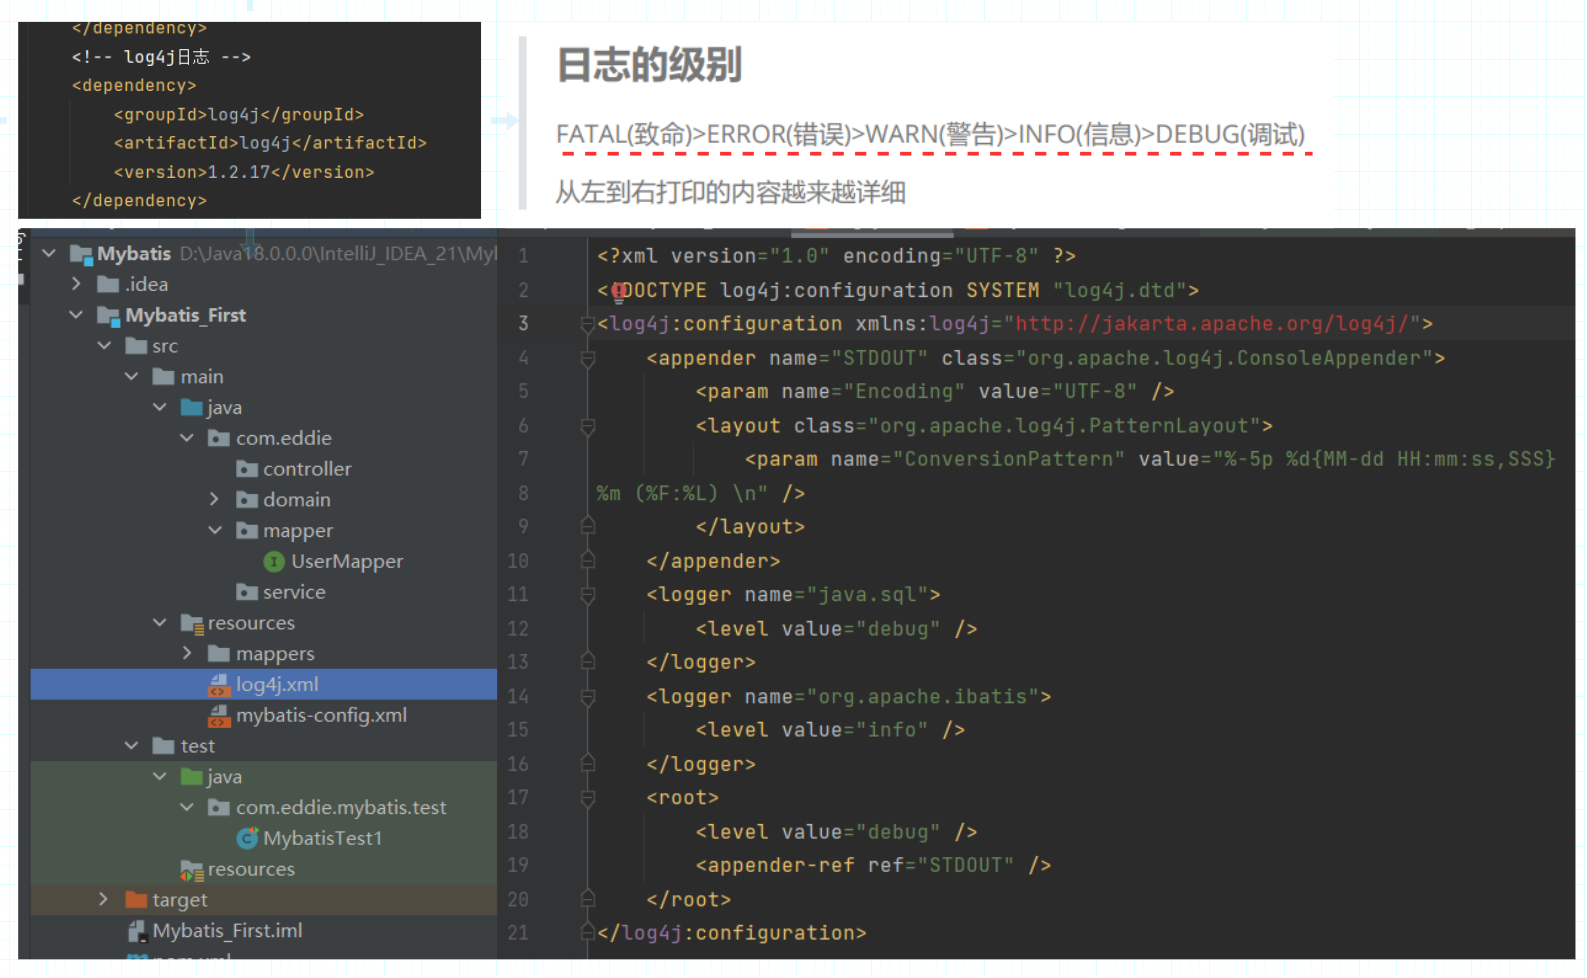 </dependency>
<!-- log4j日志 -->
<dependency>
<groupId>log4j</groupId>
<artifactId>log4j</artifactId>
<version>1.2.17</version>
</dependency>
日志的级别
FATAL(致命)>ERROR(错误)>WARN(警告)>INFO(信息)>DEBUG(调试)
从左到右打印的内容越来越详细
Mybatis D:\Java18.0.0.0\IntelliJ_IDEA_21\Myl
.idea
Mybatis_First
src
main
java
com.eddie
controller
domain
mapper
UserMapper
service
resources
mappers
log4j.xml
mybatis-config.xml
test
java
com.eddie.mybatis.test
MybatisTest1
resources
target
Mybatis_First.iml
1 <?xml version="1.0" encoding="UTF-8" ?>
2 <!DOCTYPE log4j:configuration SYSTEM "log4j.dtd">
3 <log4j:configuration xmlns:log4j="http://jakarta.apache.org/log4j/">
4 <appender name="STDOUT" class="org.apache.log4j.ConsoleAppender">
5 <param name="Encoding" value="UTF-8" />
6 <layout class="org.apache.log4j.PatternLayout">
7 <param name="ConversionPattern" value="%-5p %d{MM-dd HH:mm:ss,SSS}
8 %m (%F:%L) \n" />
9 </layout>
10 </appender>
11 <logger name="java.sql">
12 <level value="debug" />
13 </logger>
14 <logger name="org.apache.ibatis">
15 <level value="info" />
16 </logger>
17 <root>
18 <level value="debug" />
19 <appender-ref ref="STDOUT" />
20 </root>
21 </log4j:configuration>